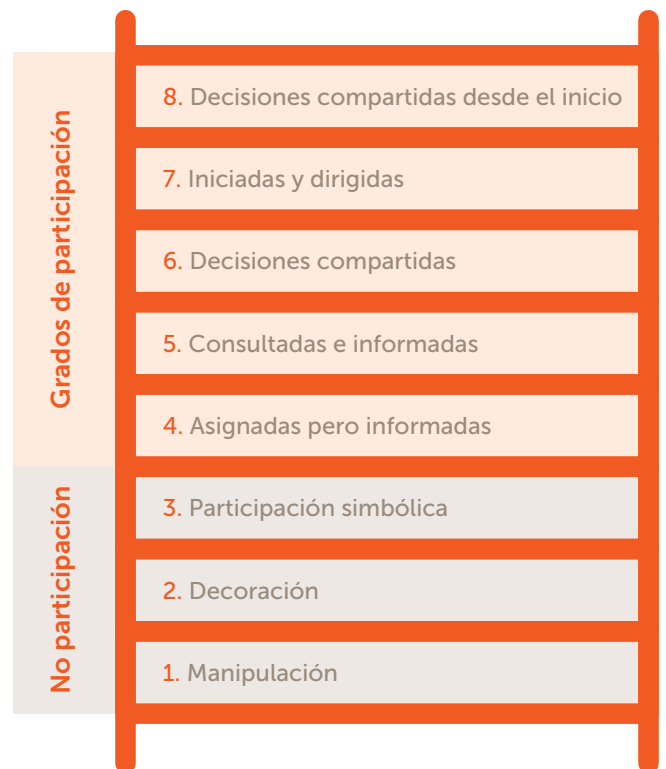 Grados de participación
8. Decisiones compartidas desde el inicio
7. Iniciadas y dirigidas
6. Decisiones compartidas
5. Consultadas e informadas
4. Asignadas pero informadas
No participación
3. Participación simbólica
2. Decoración
1. Manipulación